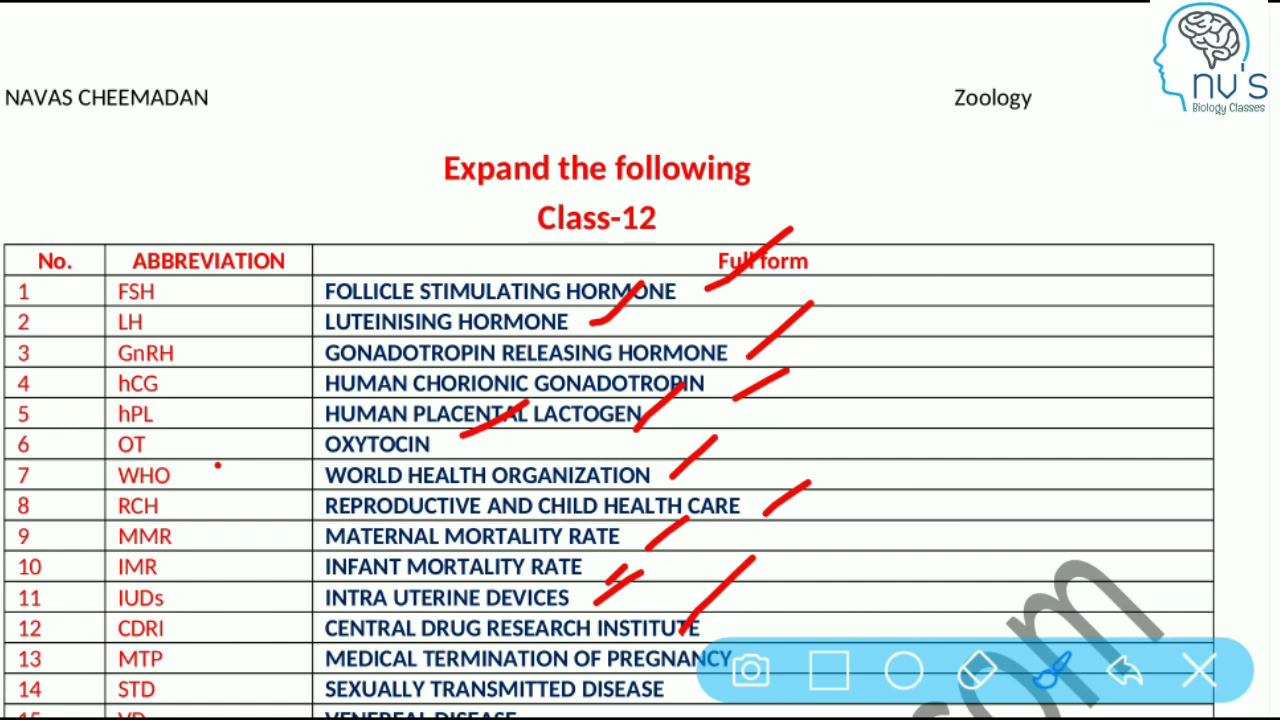 nv's
Biology Classes
NAVAS CHEEMADAN Zoology
Expand the following
Class-12
No. ABBREVIATION Full form
1 FSH FOLLICLE STIMULATING HORMONE
2 LH LUTEINISING HORMONE
3 GnRH GONADOTROPIN RELEASING HORMONE
4 hCG HUMAN CHORIONIC GONADOTROPIN
5 hPL HUMAN PLACENTAL LACTOGEN
6 OT OXYTOCIN
7 WHO WORLD HEALTH ORGANIZATION
8 RCH REPRODUCTIVE AND CHILD HEALTH CARE
9 MMR MATERNAL MORTALITY RATE
10 IMR INFANT MORTALITY RATE
11 IUDs INTRA UTERINE DEVICES
12 CDRI CENTRAL DRUG RESEARCH INSTITUTE
13 MTP MEDICAL TERMINATION OF PREGNANCY
14 STD SEXUALLY TRANSMITTED DISEASE
15 VD VENEREAL DISEASE